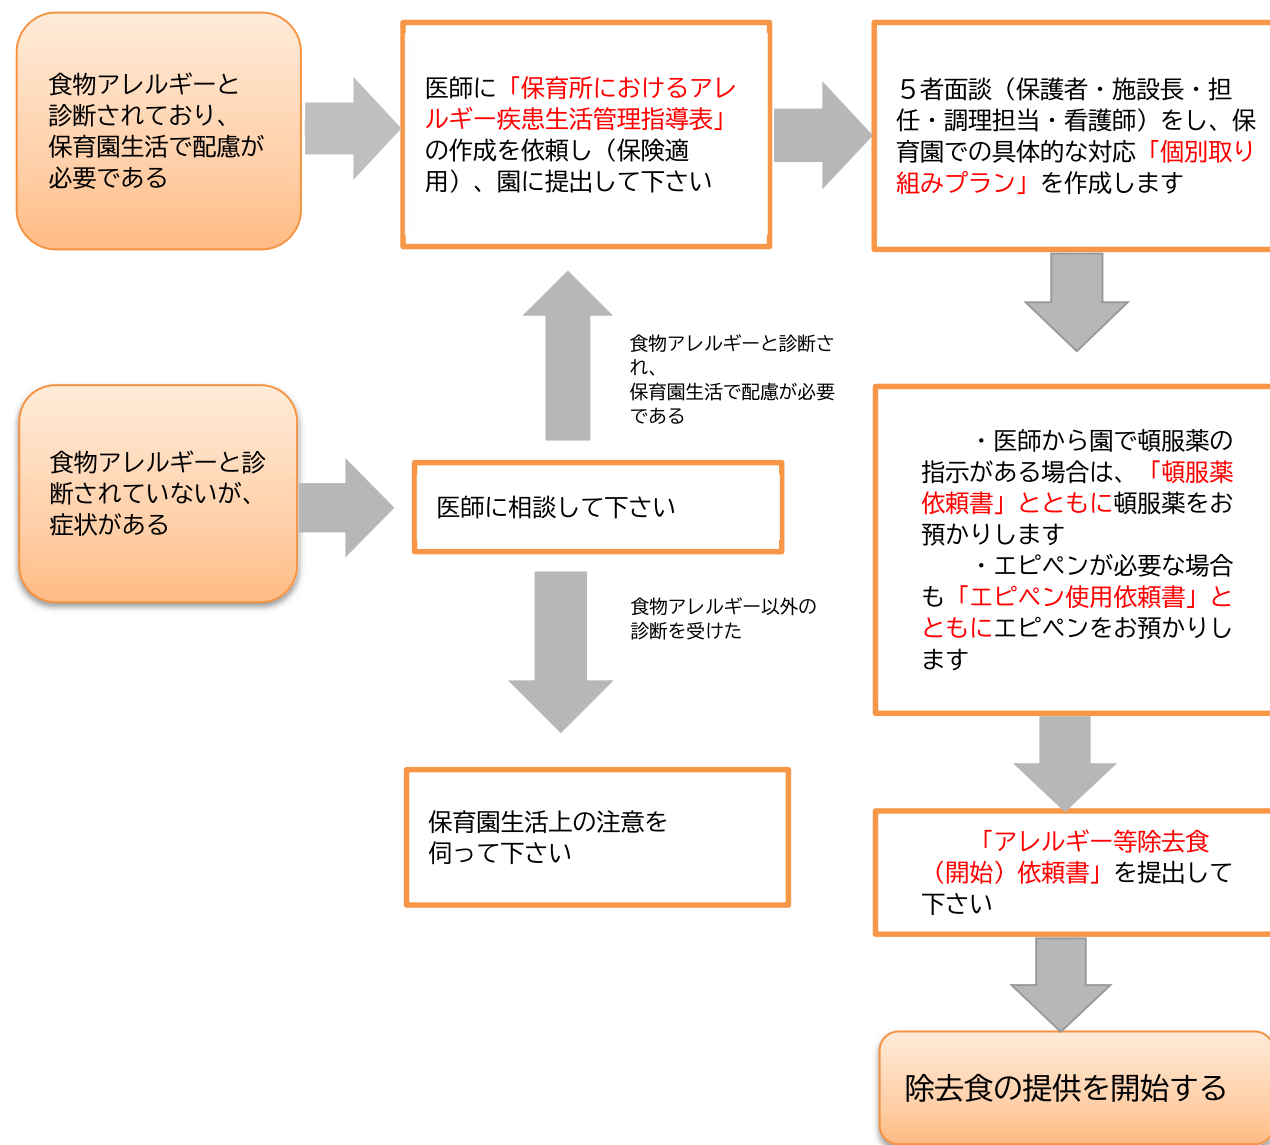 食物アレルギーと
診断されており、
保育園生活で配慮が
必要である
医師に「保育所におけるアレ
ルギー疾患生活管理指導表」
の作成を依頼し（保険適
用）、園に提出して下さい
５者面談（保護者・施設長・担
任・調理担当・看護師）をし、保
育園での具体的な対応「個別取り
組みプラン」を作成します
食物アレルギーと診断さ
れ、
保育園生活で配慮が必要
である
食物アレルギーと診
断されていないが、
症状がある
医師に相談して下さい
食物アレルギー以外の
診断を受けた
保育園生活上の注意を
伺って下さい
・医師から園で頓服薬の
指示がある場合は、「頓服薬
依頼書」とともに頓服薬をお
預かりします
・エピペンが必要な場合
も「エピペン使用依頼書」と
ともにエピペンをお預かりし
ます
「アレルギー等除去食
（開始）依頼書」を提出して
下さい
除去食の提供を開始する